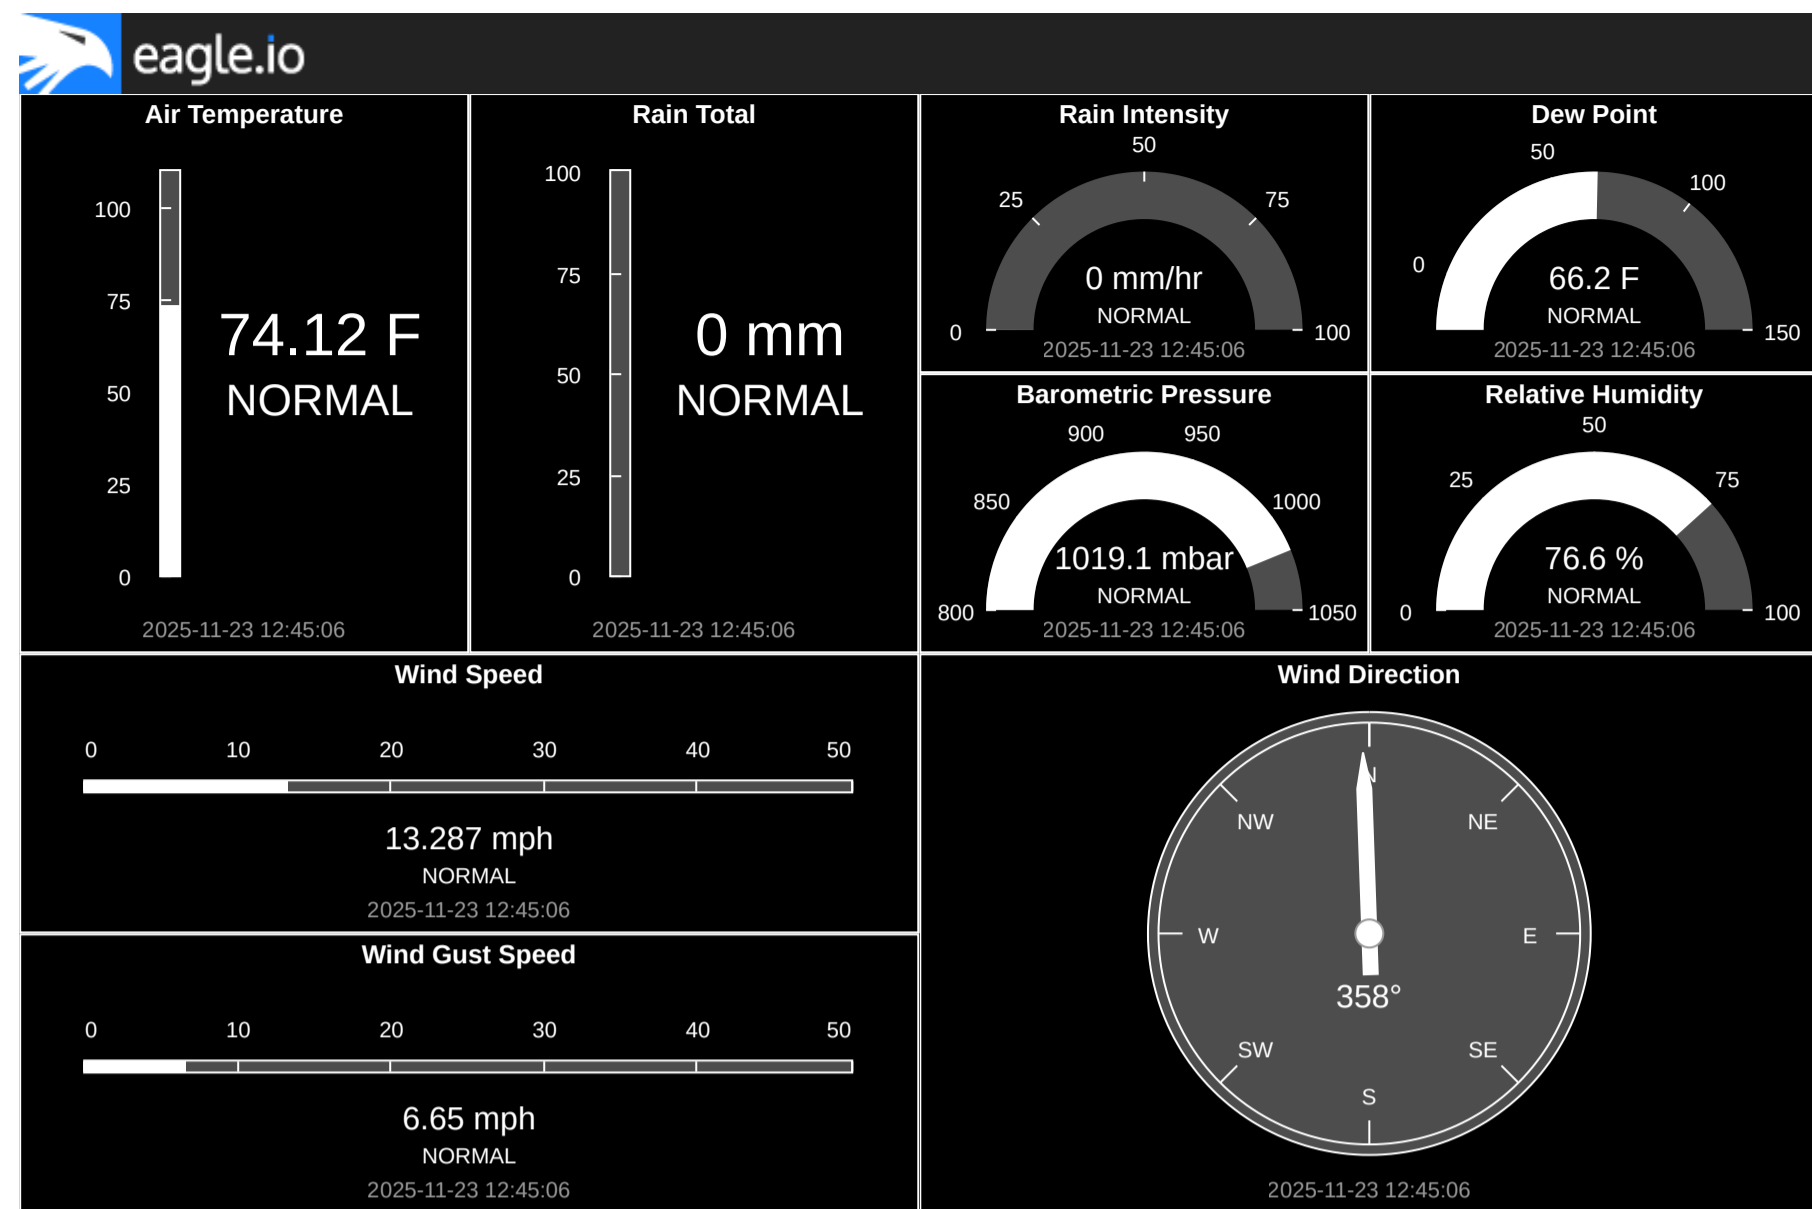 eagle.io
Air Temperature
100
75
50
25
0
74.12 F
NORMAL
2025-11-23 12:45:06
Rain Total
100
75
50
25
0
0 mm
NORMAL
2025-11-23 12:45:06
Rain Intensity
50
25
75
0
100
0 mm/hr
NORMAL
2025-11-23 12:45:06
Dew Point
50
100
0
150
66.2 F
NORMAL
2025-11-23 12:45:06
Barometric Pressure
900 950
850 1000
800 1050
1019.1 mbar
NORMAL
2025-11-23 12:45:06
Relative Humidity
50
25 75
0 100
76.6 %
NORMAL
2025-11-23 12:45:06
Wind Speed
0 10 20 30 40 50
13.287 mph
NORMAL
2025-11-23 12:45:06
Wind Gust Speed
0 10 20 30 40 50
6.65 mph
NORMAL
2025-11-23 12:45:06
Wind Direction
N
NW NE
W E
358°
SW SE
S
2025-11-23 12:45:06